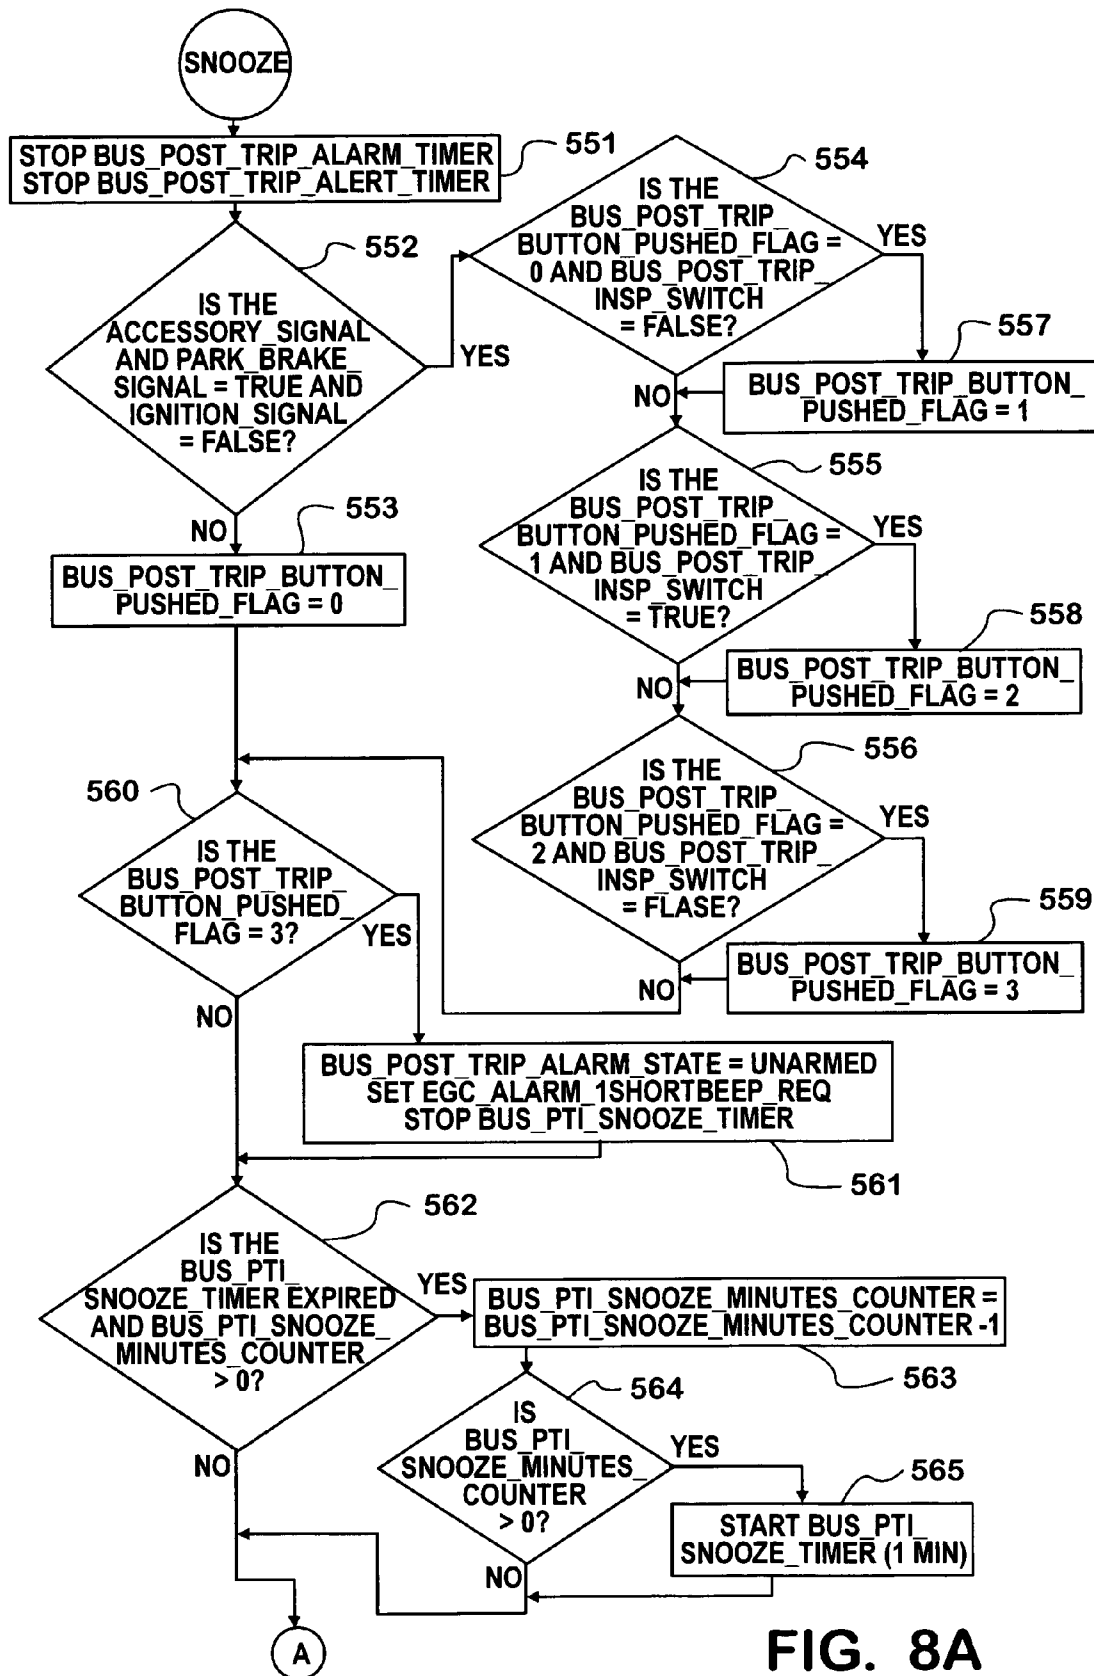 SNOOZE
STOP BUS_POST_TRIP_ALARM_TIMER
STOP BUS_POST_TRIP_ALERT_TIMER
551
552
IS THE
ACCESSORY_SIGNAL
AND PARK_BRAKE_
SIGNAL = TRUE AND
IGNITION_SIGNAL
= FALSE?
YES
NO
553
BUS_POST_TRIP_BUTTON_
PUSHED_FLAG = 0
554
IS THE
BUS_POST_TRIP_
BUTTON_PUSHED_FLAG =
0 AND BUS_POST_TRIP_
INSP_SWITCH
= FALSE?
YES
NO
557
BUS_POST_TRIP_BUTTON_
PUSHED_FLAG = 1
555
IS THE
BUS_POST_TRIP_
BUTTON_PUSHED_FLAG =
1 AND BUS_POST_TRIP_
INSP_SWITCH
= TRUE?
YES
NO
558
BUS_POST_TRIP_BUTTON_
PUSHED_FLAG = 2
556
IS THE
BUS_POST_TRIP_
BUTTON_PUSHED_FLAG =
2 AND BUS_POST_TRIP_
INSP_SWITCH
= FLASE?
YES
NO
559
BUS_POST_TRIP_BUTTON_
PUSHED_FLAG = 3
560
IS THE
BUS_POST_TRIP_
BUTTON_PUSHED_
FLAG = 3?
YES
NO
BUS_POST_TRIP_ALARM_STATE = UNARMED
SET EGC_ALARM_1SHORTBEEP_REQ
STOP BUS_PTI_SNOOZE_TIMER
561
562
IS THE
BUS_PTI_
SNOOZE_TIMER EXPIRED
AND BUS_PTI_SNOOZE_
MINUTES_COUNTER
> 0?
YES
NO
BUS_PTI_SNOOZE_MINUTES_COUNTER =
BUS_PTI_SNOOZE_MINUTES_COUNTER -1
563
564
IS
BUS_PTI_
SNOOZE_MINUTES_
COUNTER
> 0?
YES
NO
565
START BUS_PTI_
SNOOZE_TIMER (1 MIN)
A
FIG. 8A